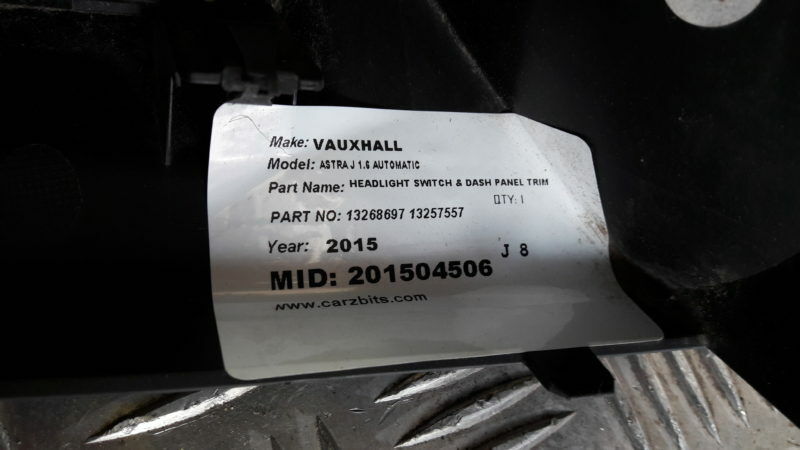 Make: VAUXHALL
Model: ASTRA J 1.6 AUTOMATIC
Part Name: HEADLIGHT SWITCH & DASH PANEL TRIM
QTY: 1
PART NO: 13268697 13257557
Year: 2015
J 8
MID: 201504506
www.carzbits.com